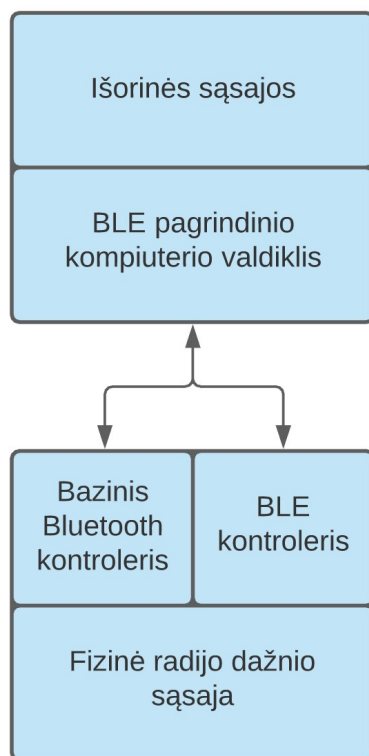 Išorinės sąsajos
BLE pagrindinio
kompiuterio valdiklis
Bazinis
Bluetooth
kontroleris
BLE
kontroleris
Fizinė radijo dažnio
sąsaja